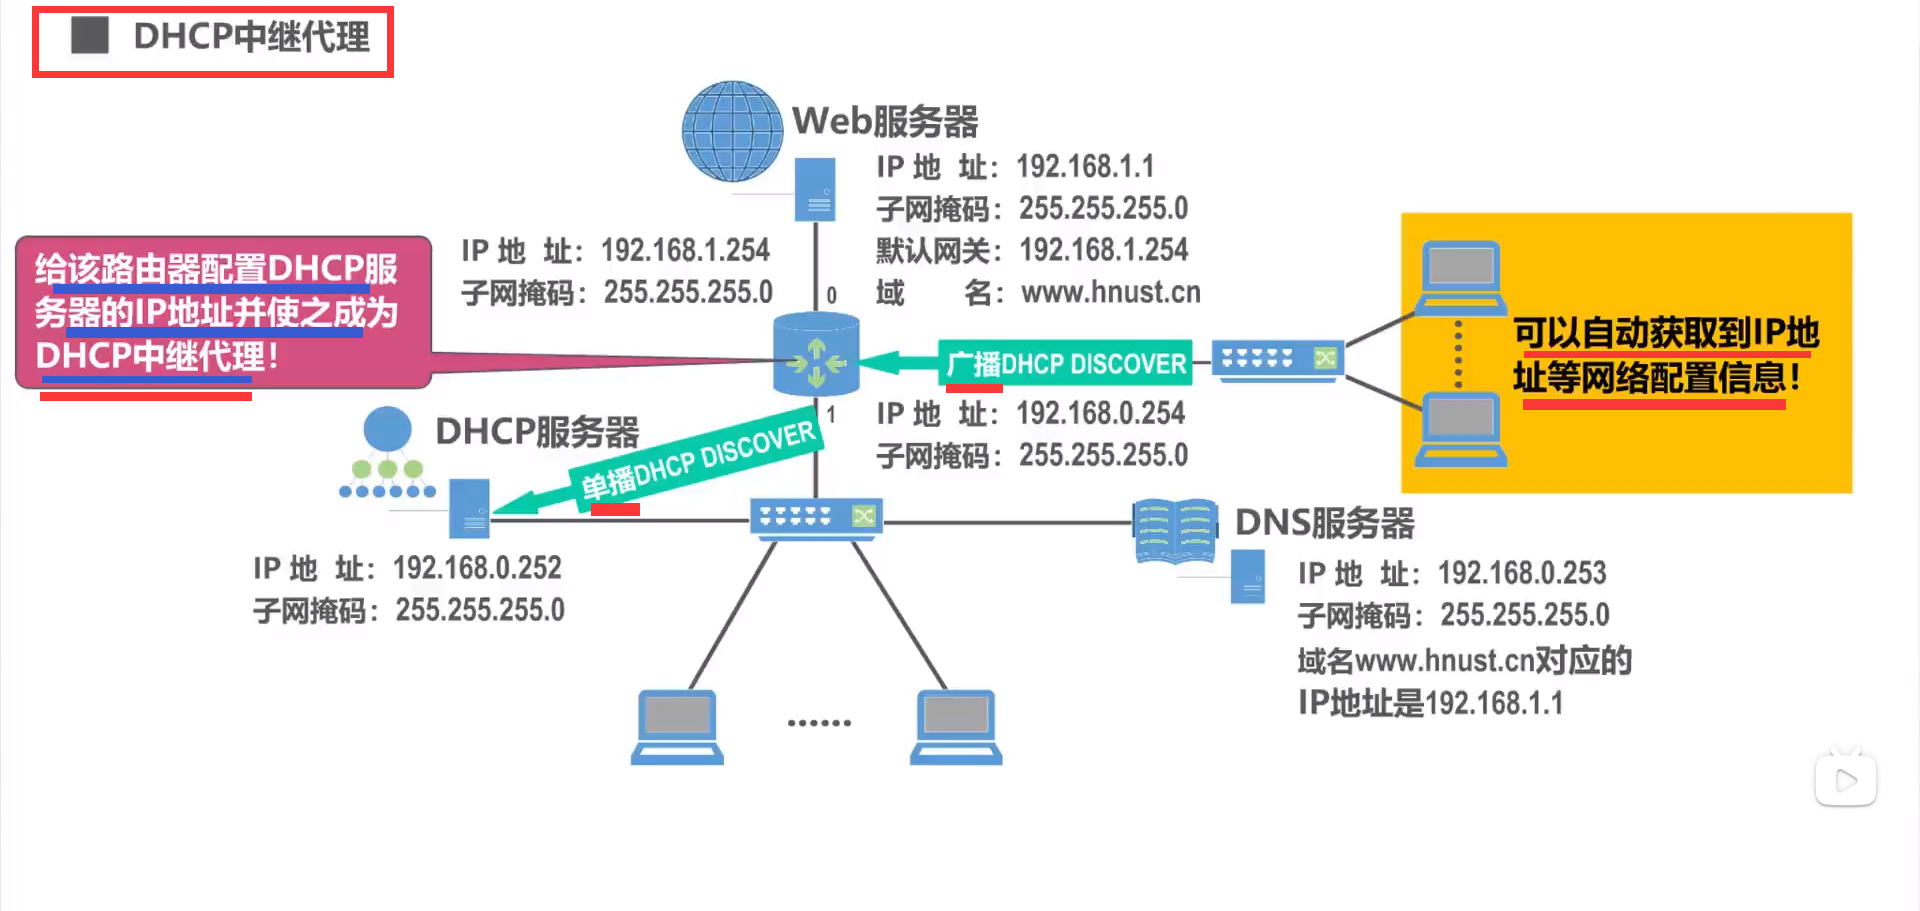 DHCP中继代理
Web服务器
IP 地 址：192.168.1.1
子网掩码：255.255.255.0
默认网关：192.168.1.254
域 名：www.hnust.cn
IP 地 址：192.168.1.254
子网掩码：255.255.255.0
给该路由器配置DHCP服
务器的IP地址并使之成为
DHCP中继代理！
0
广播DHCP DISCOVER
可以自动获取到IP地
址等网络配置信息！
1
IP 地 址：192.168.0.254
子网掩码：255.255.255.0
DHCP服务器
单播DHCP DISCOVER
IP 地 址：192.168.0.252
子网掩码：255.255.255.0
DNS服务器
IP 地 址：192.168.0.253
子网掩码：255.255.255.0
域名www.hnust.cn对应的
IP地址是192.168.1.1